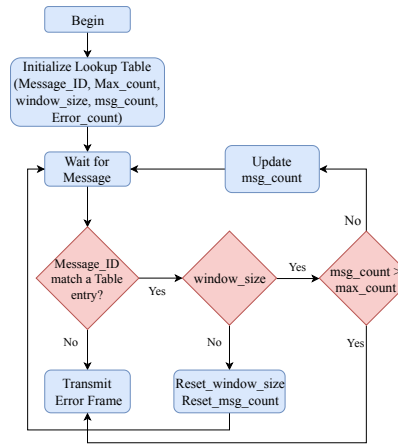 Begin
Initialize Lookup Table
(Message_ID, Max_count,
window_size, msg_count,
Error_count)
Wait for
Message
Update
msg_count
No
Message_ID
match a Table
entry?
Yes
window_size
Yes
msg_count >
max_count
No
No
Yes
Transmit
Error Frame
Reset_window_size
Reset_msg_count